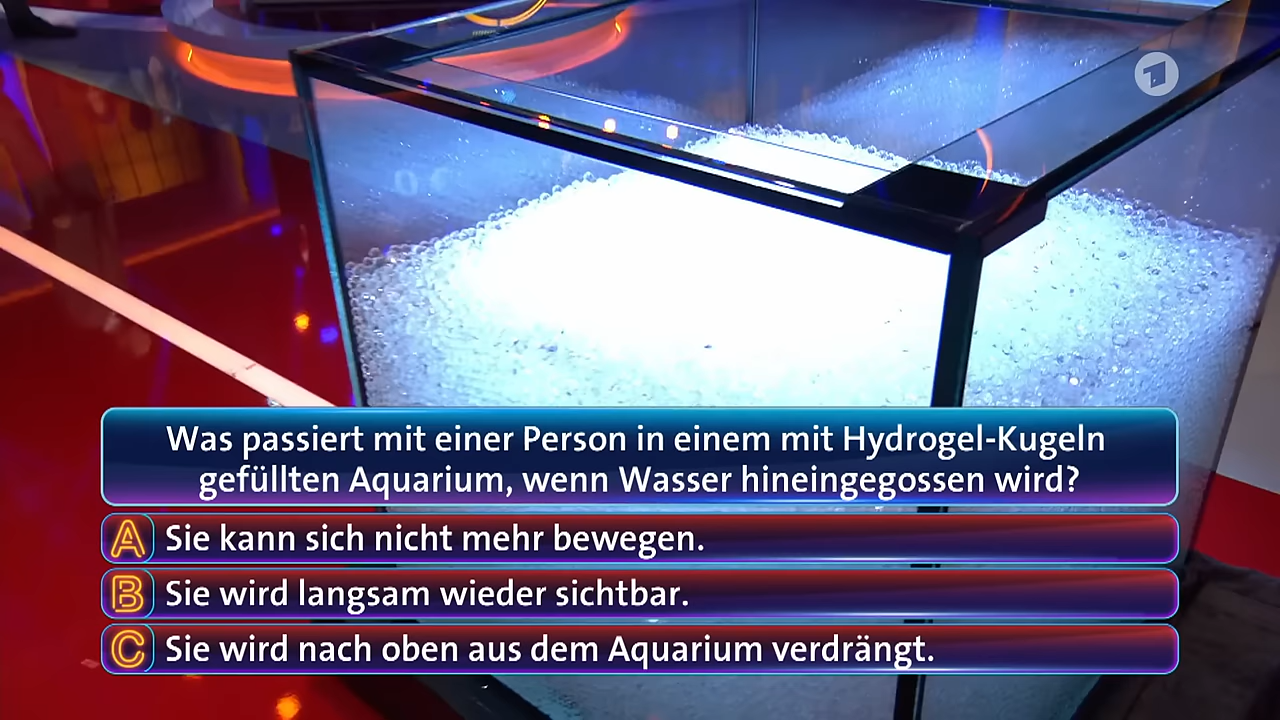 Was passiert mit einer Person in einem mit Hydrogel-Kugeln
gefüllten Aquarium, wenn Wasser hineingegossen wird?
A Sie kann sich nicht mehr bewegen.
B Sie wird langsam wieder sichtbar.
C Sie wird nach oben aus dem Aquarium verdrängt.